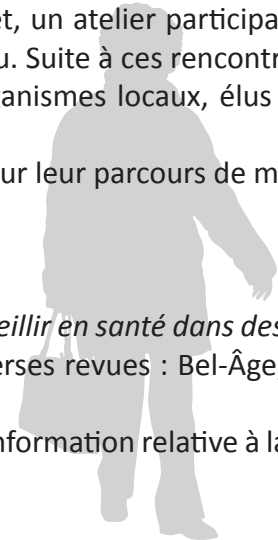 et, un atelier participa
u. Suite à ces rencontr
ganismes locaux, élus
ur leur parcours de m
eillir en santé dans des
erses revues : Bel-Âge,
nformation relative à la